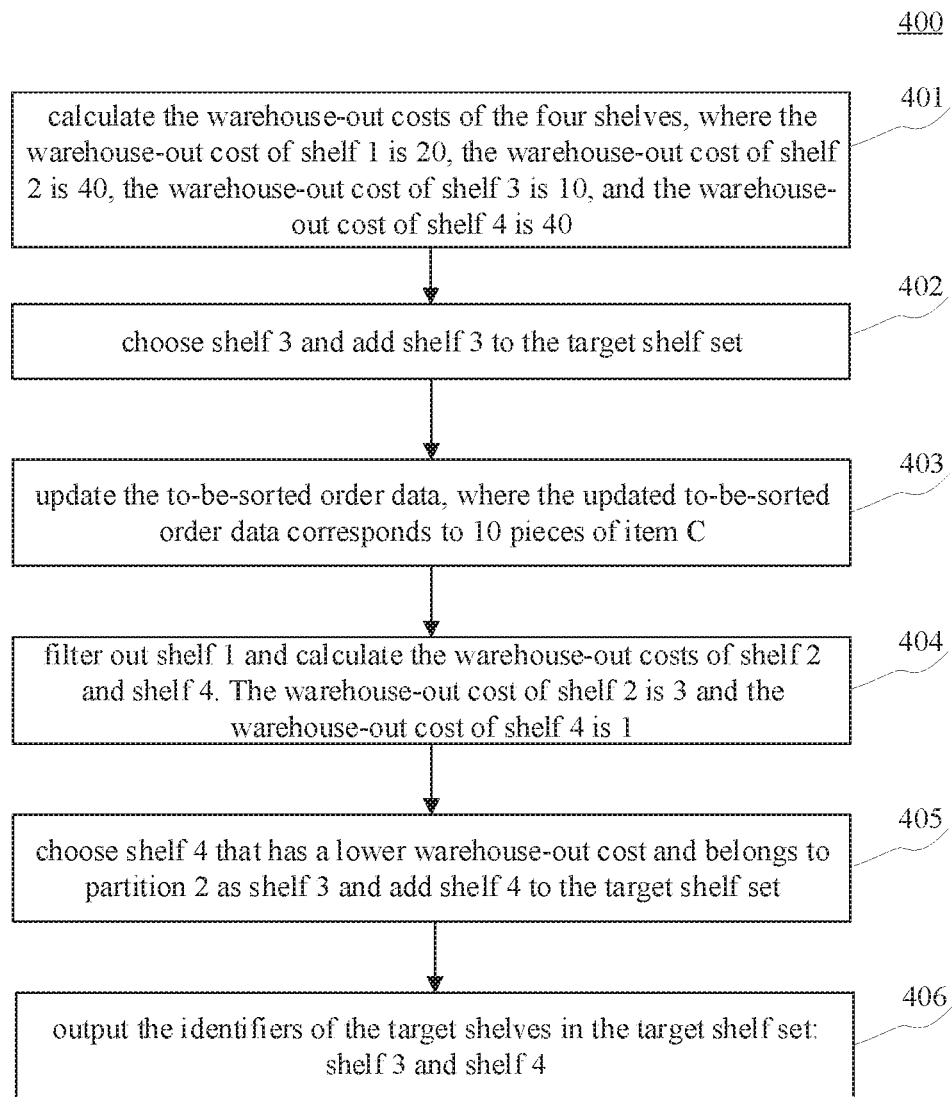 400
401
calculate the warehouse-out costs of the four shelves, where the
warehouse-out cost of shelf 1 is 20, the warehouse-out cost of shelf
2 is 40, the warehouse-out cost of shelf 3 is 10, and the warehouse-
out cost of shelf 4 is 40
402
choose shelf 3 and add shelf 3 to the target shelf set
403
update the to-be-sorted order data, where the updated to-be-sorted
order data corresponds to 10 pieces of item C
404
filter out shelf 1 and calculate the warehouse-out costs of shelf 2
and shelf 4. The warehouse-out cost of shelf 2 is 3 and the
warehouse-out cost of shelf 4 is 1
405
choose shelf 4 that has a lower warehouse-out cost and belongs to
partition 2 as shelf 3 and add shelf 4 to the target shelf set
406
output the identifiers of the target shelves in the target shelf set:
shelf 3 and shelf 4